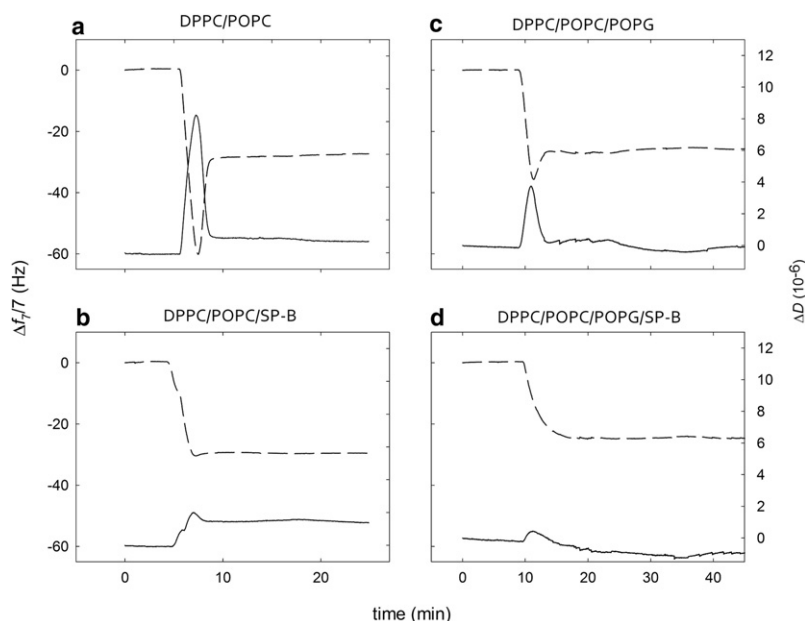 a DPPC/POPC
0
-20
-40
-60
c DPPC/POPC/POPG
12
10
8
6
4
2
0
b DPPC/POPC/SP-B
0
-20
-40
-60
0 10 20
d DPPC/POPC/POPG/SP-B
12
10
8
6
4
2
0
0 10 20 30 40
Δf7/7 (Hz)
ΔD (10-6)
time (min)